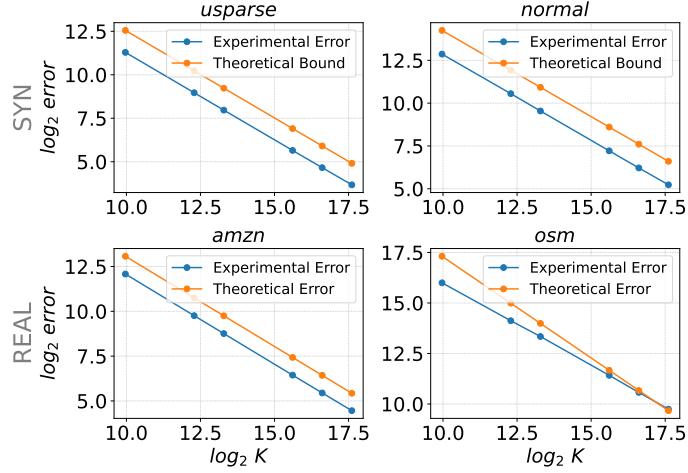 usparse
normal
SYN
log2 error
12.5
10.0
7.5
5.0
Experimental Error
Theoretical Bound
10.0 12.5 15.0 17.5
12.5
10.0
7.5
5.0
Experimental Error
Theoretical Bound
10.0 12.5 15.0 17.5
amzn
osm
REAL
log2 error
12.5
10.0
7.5
5.0
Experimental Error
Theoretical Error
10.0 12.5 15.0 17.5
log2 K
17.5
15.0
12.5
10.0
Experimental Error
Theoretical Error
10.0 12.5 15.0 17.5
log2 K